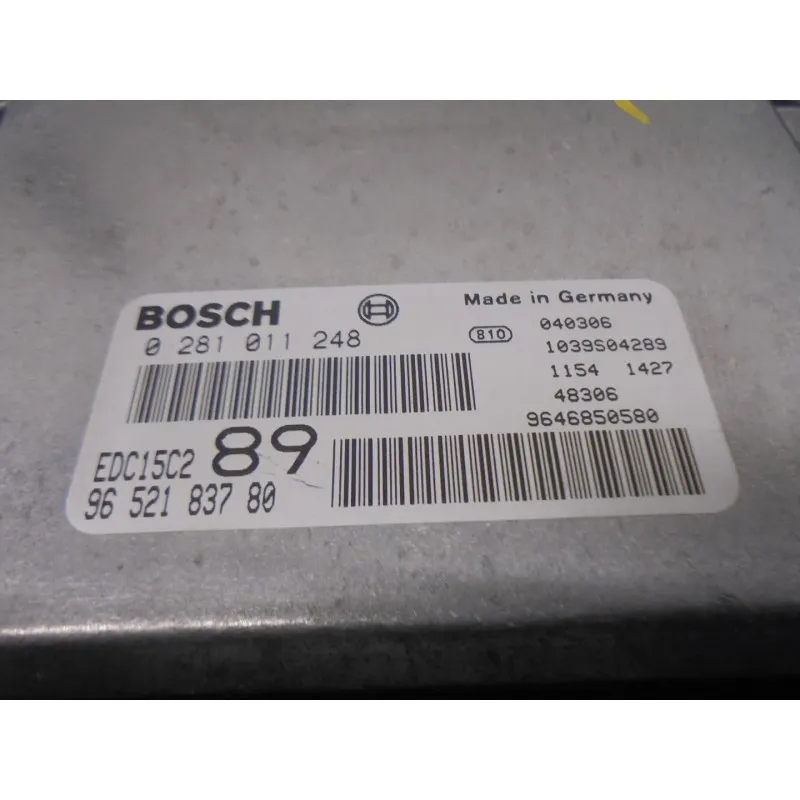 BOSCH
0 281 011 248
Made in Germany
810
040306
1039S04289
1154 1427
48306
9646850580
EDC15C2 89
96 521 837 80